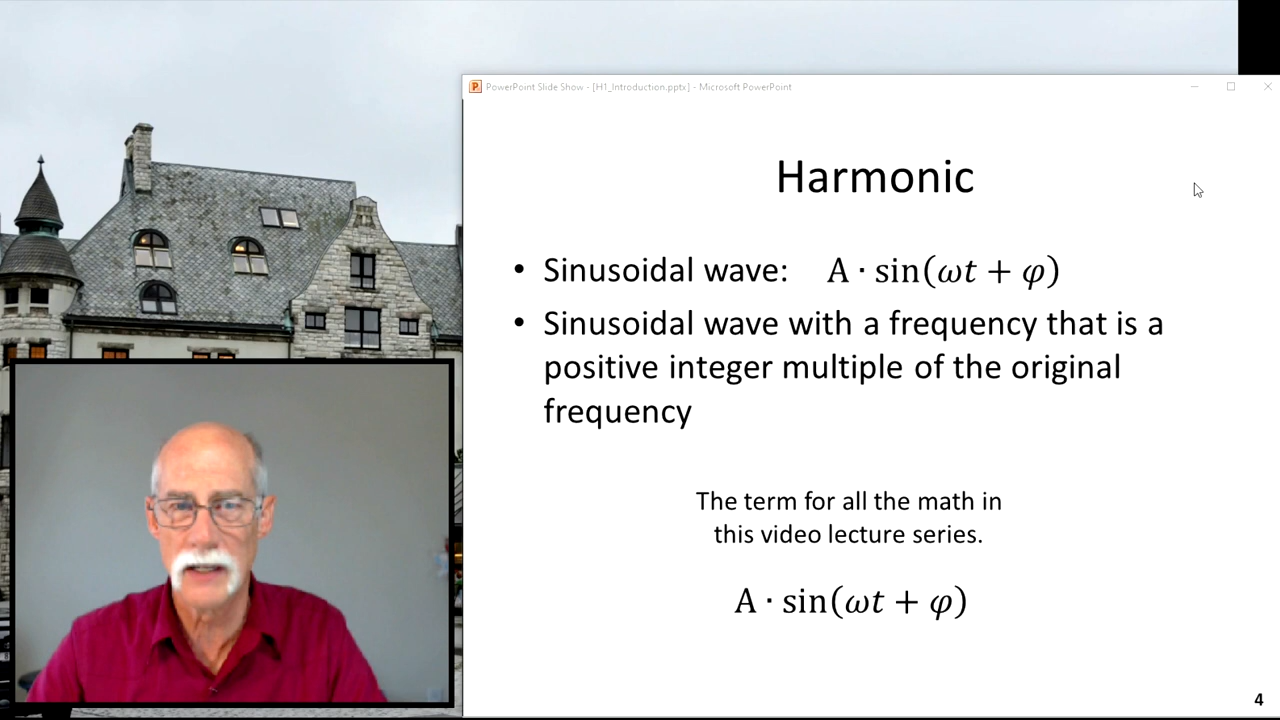 PowerPoint Slide Show - [H1_Introduction.pptx] - Microsoft PowerPoint
Harmonic
• Sinusoidal wave: A · sin(ωt + φ)
• Sinusoidal wave with a frequency that is a
positive integer multiple of the original
frequency
The term for all the math in
this video lecture series.
A · sin(ωt + φ)
4